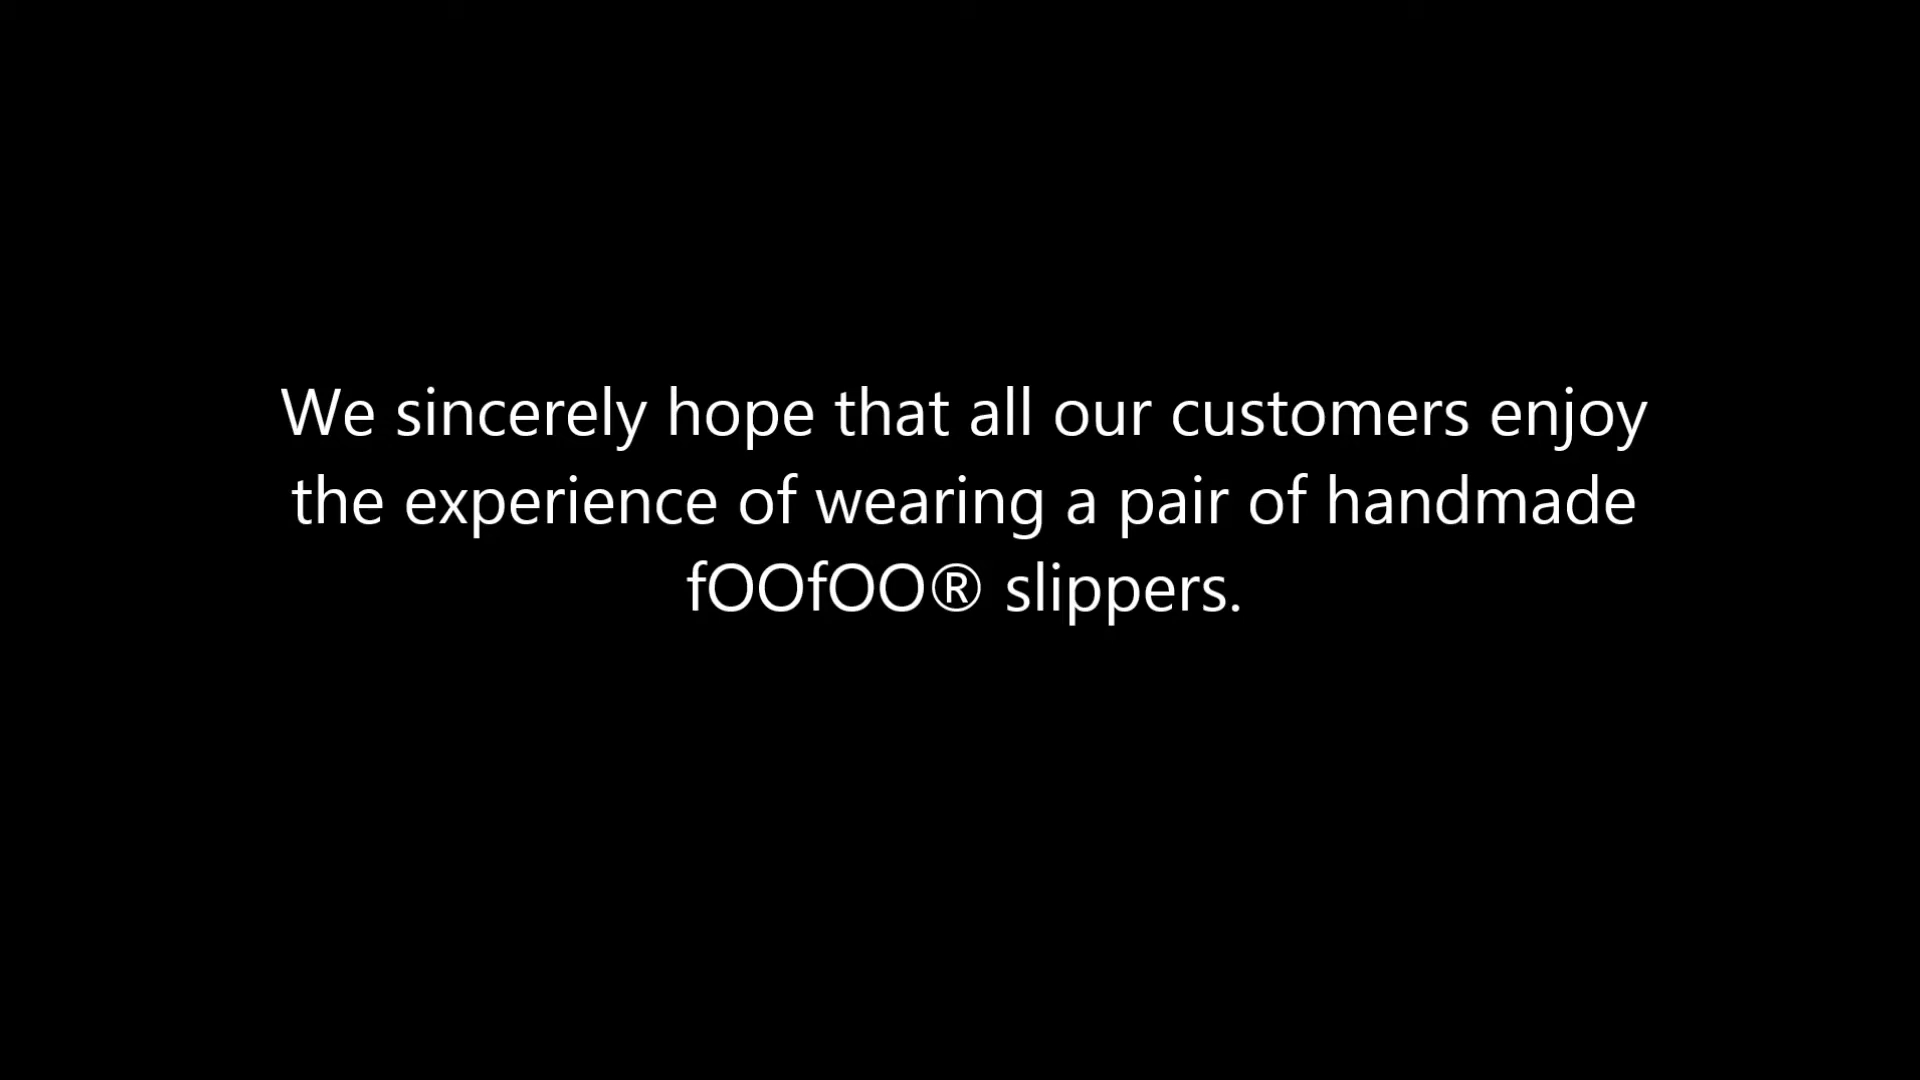 We sincerely hope that all our customers enjoy
the experience of wearing a pair of handmade
fOOfOO® slippers.